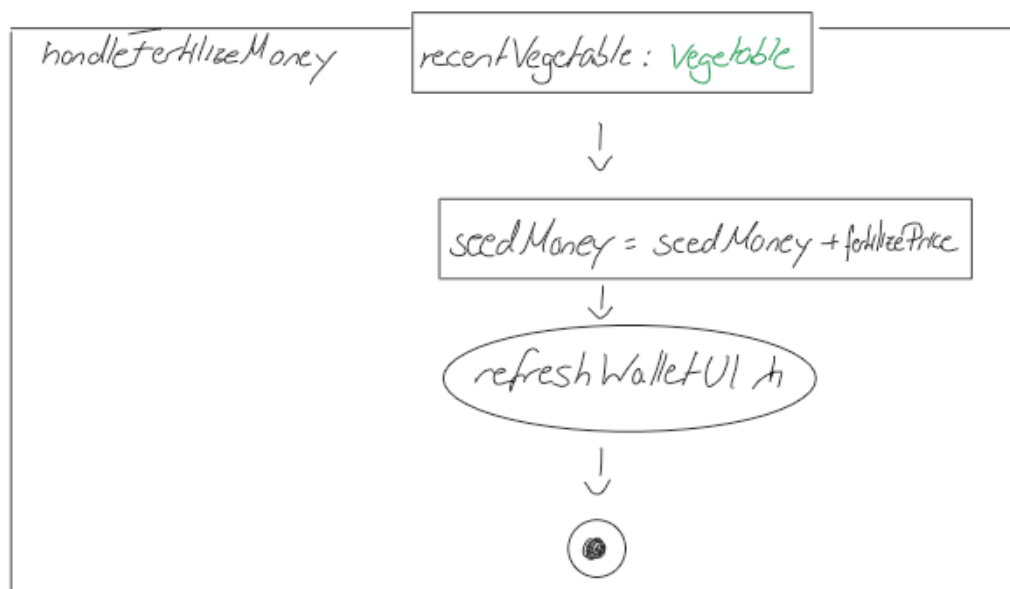 handleFertilizeMoney
recentVegetable: Vegetable
seedMoney = seedMoney + fertilizePrice
refreshWalletUI